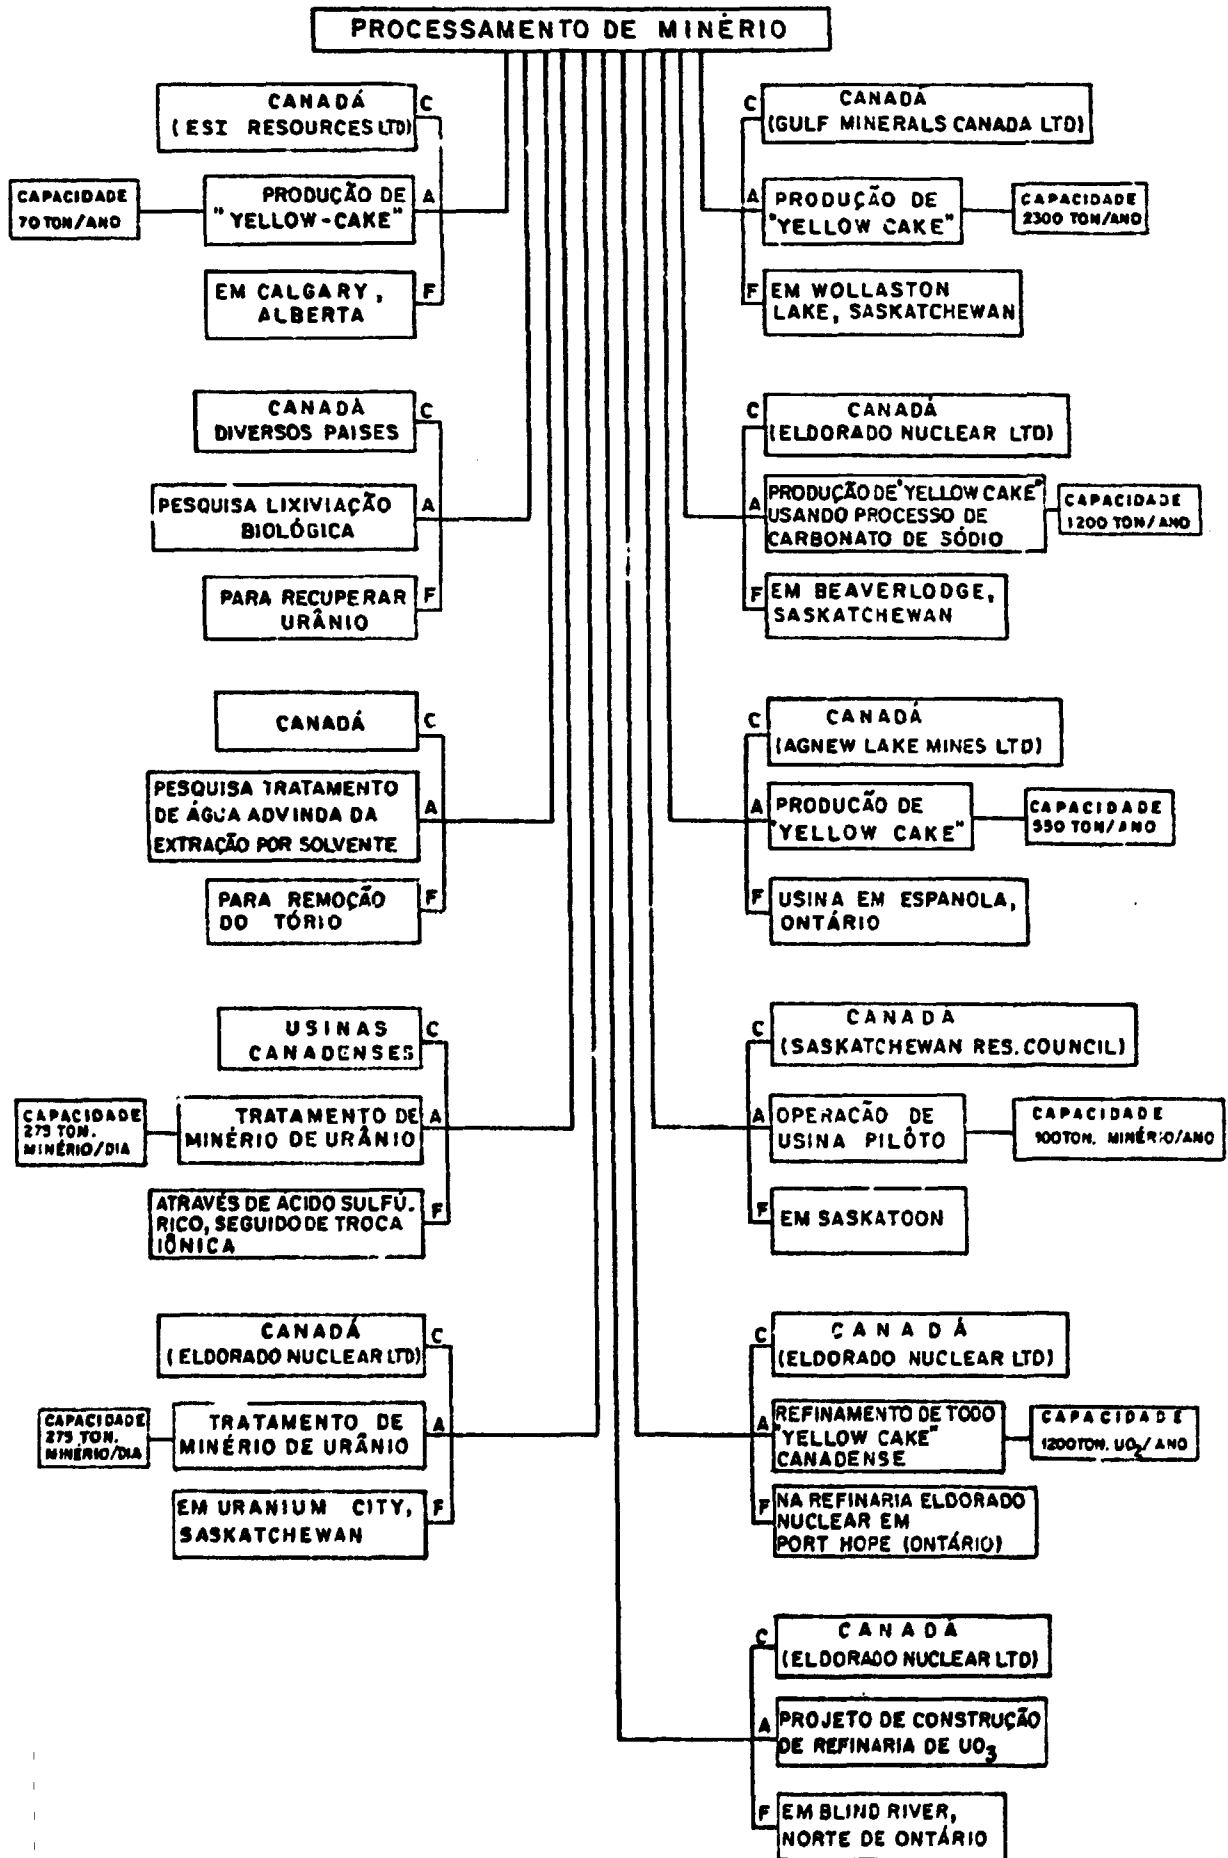 PROCESSAMENTO DE MINÉRIO
CANADÁ
(ESI RESOURCES LTD)
C
CAPACIDADE
70 TON/ANO
PRODUÇÃO DE
"YELLOW-CAKE"
A
EM CALGARY,
ALBERTA
F
CANADÁ
DIVERSOS PAISES
C
PESQUISA LIXIVIAÇÃO
BIOLÓGICA
A
PARA RECUPERAR
URÂNIO
F
CANADÁ
C
PESQUISA TRATAMENTO
DE ÁGUA ADVINDA DA
EXTRAÇÃO POR SOLVENTE
A
PARA REMOÇÃO
DO TÓRIO
F
USINAS
CANADENSES
C
CAPACIDADE
275 TON.
MINÉRIO/DIA
TRATAMENTO DE
MINÉRIO DE URÂNIO
A
ATRAVÉS DE ACIDO SULFÚ-
RICO, SEGUIDO DE TROCA
IÔNICA
F
CANADÁ
(ELDORADO NUCLEAR LTD)
C
CAPACIDADE
275 TON.
MINÉRIO/DIA
TRATAMENTO DE
MINÉRIO DE URÂNIO
A
EM URANIUM CITY,
SASKATCHEWAN
F
C
CANADÁ
(GULF MINERALS CANADA LTD)
A
PRODUÇÃO DE
"YELLOW CAKE"
CAPACIDADE
2300 TON/ANO
F
EM WOLLASTON
LAKE, SASKATCHEWAN
C
CANADÁ
(ELDORADO NUCLEAR LTD)
A
PRODUÇÃO DE "YELLOW CAKE"
USANDO PROCESSO DE
CARBONATO DE SÓDIO
CAPACIDADE
1200 TON/ANO
F
EM BEAVERLODGE,
SASKATCHEWAN
C
CANADÁ
(AGNEW LAKE MINES LTD)
A
PRODUÇÃO DE
"YELLOW CAKE"
CAPACIDADE
550 TON/ANO
F
USINA EM ESPANOLA,
ONTÁRIO
C
CANADÁ
(SASKATCHEWAN RES. COUNCIL)
A
OPERAÇÃO DE
USINA PILÔTO
CAPACIDADE
TON. MINÉRIO/ANO
F
EM SASKATOON
C
CANADÁ
(ELDORADO NUCLEAR LTD)
A
REFINAMENTO DE TODO
"YELLOW CAKE"
CANADENSE
CAPACIDADE
1200 TON. UO₂/ANO
F
NA REFINARIA ELDORADO
NUCLEAR EM
PORT HOPE (ONTÁRIO)
C
CANADÁ
(ELDORADO NUCLEAR LTD)
A
PROJETO DE CONSTRUÇÃO
DE REFINARIA DE UO₃
F
EM BLIND RIVER,
NORTE DE ONTÁRIO